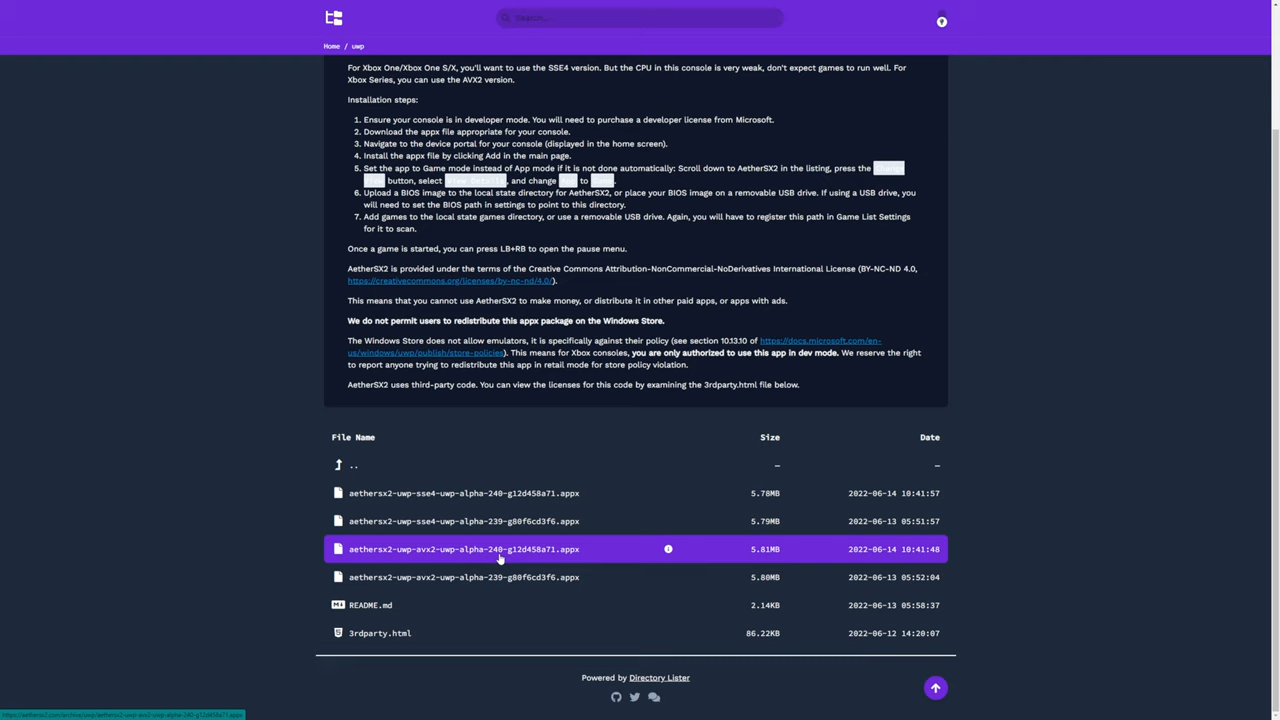 Search...
Home / uwp
For Xbox One/Xbox One S/X, you'll want to use the SSE4 version. But the CPU in this console is very weak, don't expect games to run well. For
Xbox Series, you can use the AVX2 version.
Installation steps:
1. Ensure your console is in developer mode. You will need to purchase a developer license from Microsoft.
2. Download the appx file appropriate for your console.
3. Navigate to the device portal for your console (displayed in the home screen).
4. Install the appx file by clicking Add in the main page.
5. Set the app to Game mode instead of App mode if it is not done automatically: Scroll down to AetherSX2 in the listing, press the change
view button, select View Details, and change App to Game.
6. Upload a BIOS image to the local state directory for AetherSX2, or place your BIOS image on a removable USB drive. If using a USB drive, you
will need to set the BIOS path in settings to point to this directory.
7. Add games to the local state games directory, or use a removable USB drive. Again, you will have to register this path in Game List Settings
for it to scan.
Once a game is started, you can press LB+RB to open the pause menu.
AetherSX2 is provided under the terms of the Creative Commons Attribution-NonCommercial-NoDerivatives International License (BY-NC-ND 4.0,
https://creativecommons.org/licenses/by-nc-nd/4.0/).
This means that you cannot use AetherSX2 to make money, or distribute it in other paid apps, or apps with ads.
We do not permit users to redistribute this appx package on the Windows Store.
The Windows Store does not allow emulators, it is specifically against their policy (see section 10.13.10 of https://docs.microsoft.com/en-
us/windows/uwp/publish/store-policies). This means for Xbox consoles, you are only authorized to use this app in dev mode. We reserve the right
to report anyone trying to redistribute this app in retail mode for store policy violation.
AetherSX2 uses third-party code. You can view the licenses for this code by examining the 3rdparty.html file below.
File Name Size Date
.. — —
aethersx2-uwp-sse4-uwp-alpha-240-g12d458a71.appx 5.78MB 2022-06-14 10:41:57
aethersx2-uwp-sse4-uwp-alpha-239-g80f6cd3f6.appx 5.79MB 2022-06-13 05:51:57
aethersx2-uwp-avx2-uwp-alpha-240-g12d458a71.appx 5.81MB 2022-06-14 10:41:48
aethersx2-uwp-avx2-uwp-alpha-239-g80f6cd3f6.appx 5.80MB 2022-06-13 05:52:04
README.md 2.14KB 2022-06-13 05:58:37
3rdparty.html 86.22KB 2022-06-12 14:20:07
Powered by Directory Lister
https://aethersx2.com/archive/uwp/aethersx2-uwp-avx2-uwp-alpha-240-g12d458a71.appx